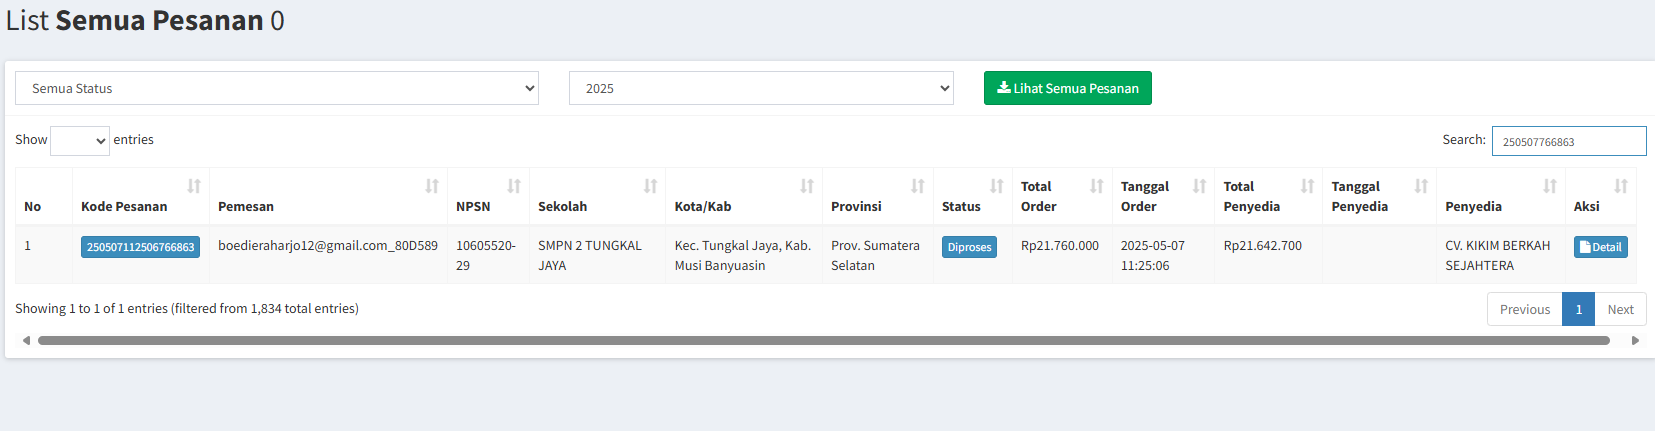 List Semua Pesanan 0
Semua Status
2025
Lihat Semua Pesanan
Show entries
Search: 250507766863
No
Kode Pesanan
Pemesan
NPSN
Sekolah
Kota/Kab
Provinsi
Status
Total
Order
Tanggal
Order
Total
Penyedia
Tanggal
Penyedia
Penyedia
Aksi
1
250507112506766863
boedieraharjo12@gmail.com_80D589
10605520-
29
SMPN 2 TUNGKAL
JAYA
Kec. Tungkal Jaya, Kab.
Musi Banyuasin
Prov. Sumatera
Selatan
Diproses
Rp21.760.000
2025-05-07
11:25:06
Rp21.642.700
CV. KIKIM BERKAH
SEJAHTERA
Detail
Showing 1 to 1 of 1 entries (filtered from 1,834 total entries)
Previous
1
Next